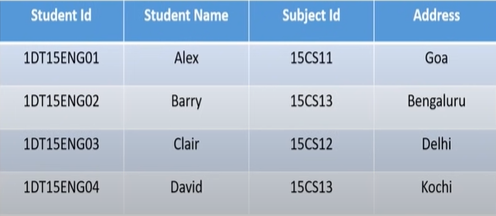 Student Id Student Name Subject Id Address
1DT15ENG01 Alex 15CS11 Goa
1DT15ENG02 Barry 15CS13 Bengaluru
1DT15ENG03 Clair 15CS12 Delhi
1DT15ENG04 David 15CS13 Kochi